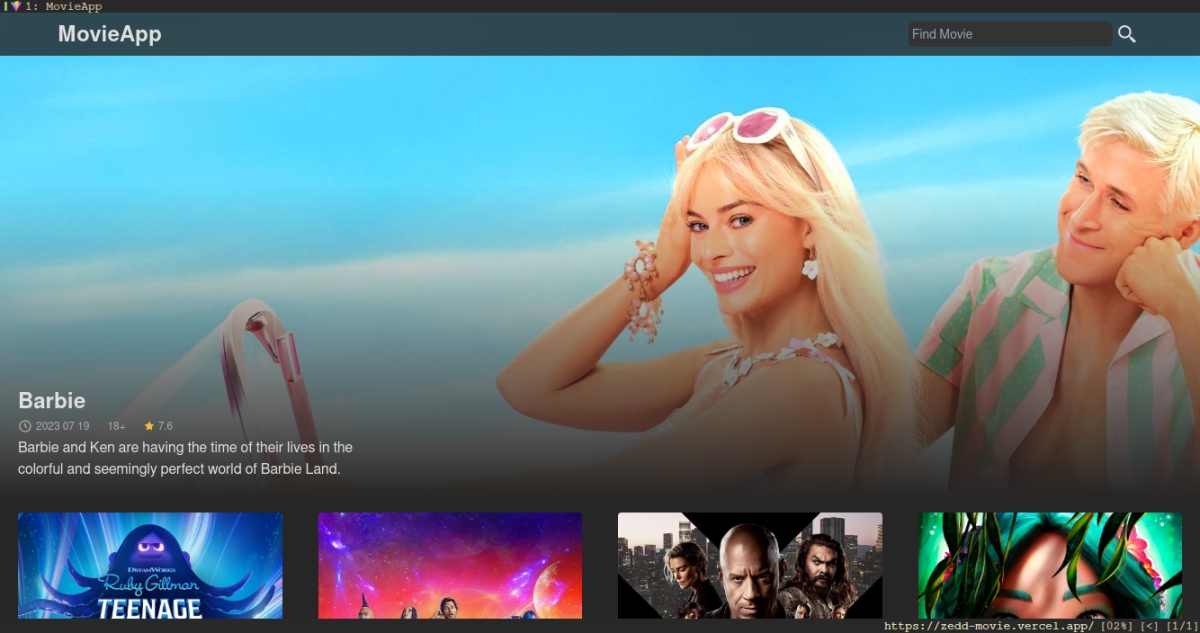 1: MovieApp
MovieApp
Find Movie
Barbie
2023 07 19 18+ 7.6
Barbie and Ken are having the time of their lives in the
colorful and seemingly perfect world of Barbie Land.
DREAMWORKS
Ruby Gillman
TEENAGE
https://zedd-movie.vercel.app/ [02%] [<] [1/1]